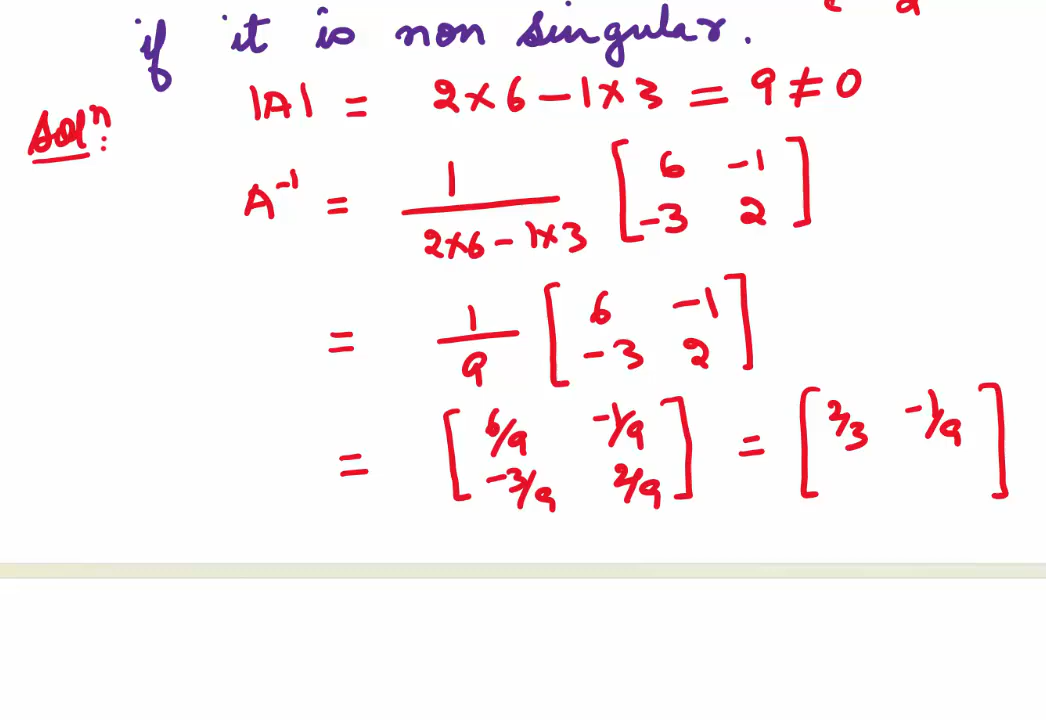 if it is non singular.
Solⁿ: |A| = 2×6 − 1×3 = 9 ≠ 0
A⁻¹ = 1/(2×6 − 1×3) [6 −1; −3 2]
= 1/9 [6 −1; −3 2]
= [6/9 −1/9; −3/9 2/9] = [2/3 −1/9]